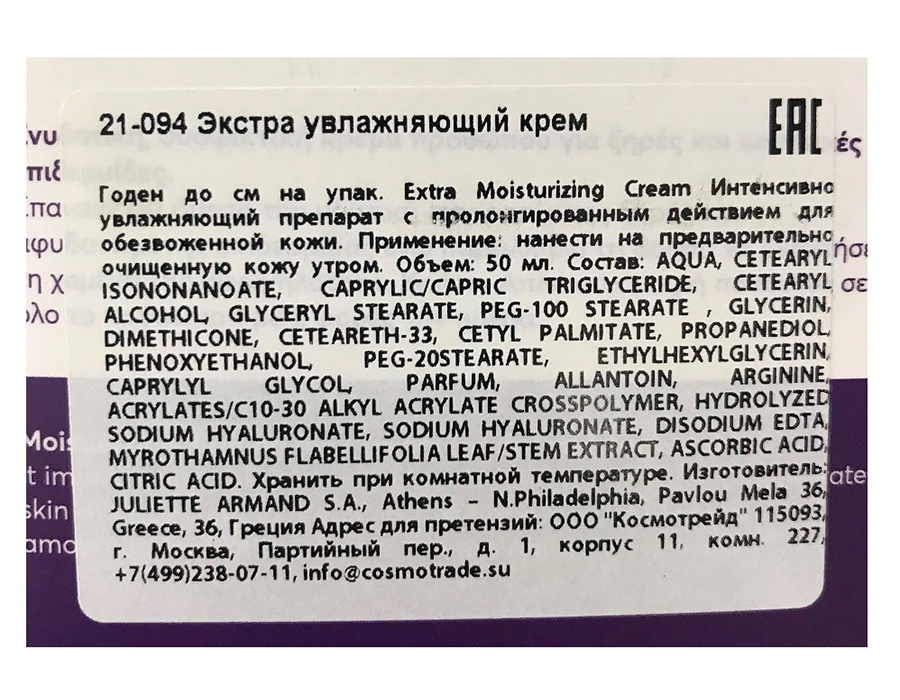 21-094 Экстра увлажняющий крем
EAC
Годен до см на упак. Extra Moisturizing Cream Интенсивно
увлажняющий препарат с пролонгированным действием для
обезвоженной кожи. Применение: нанести на предварительно
очищенную кожу утром. Объем: 50 мл. Состав: AQUA, CETEARYL
ISONONANOATE, CAPRYLIC/CAPRIC TRIGLYCERIDE, CETEARYL
ALCOHOL, GLYCERYL STEARATE, PEG-100 STEARATE , GLYCERIN,
DIMETHICONE, CETEARETH-33, CETYL PALMITATE, PROPANEDIOL,
PHENOXYETHANOL, PEG-20STEARATE, ETHYLHEXYLGLYCERIN,
CAPRYLYL GLYCOL, PARFUM, ALLANTOIN, ARGININE,
ACRYLATES/C10-30 ALKYL ACRYLATE CROSSPOLYMER, HYDROLYZED
SODIUM HYALURONATE, SODIUM HYALURONATE, DISODIUM EDTA,
MYROTHAMNUS FLABELLIFOLIA LEAF/STEM EXTRACT, ASCORBIC ACID,
CITRIC ACID. Хранить при комнатной температуре. Изготовитель:
JULIETTE ARMAND S.A., Athens – N.Philadelphia, Pavlou Mela 36,
Greece, 36, Греция Адрес для претензий: ООО "Космотрейд" 115093,
г. Москва, Партийный пер., д. 1, корпус 11, комн. 227,
+7(499)238-07-11, info@cosmotrade.su
skin